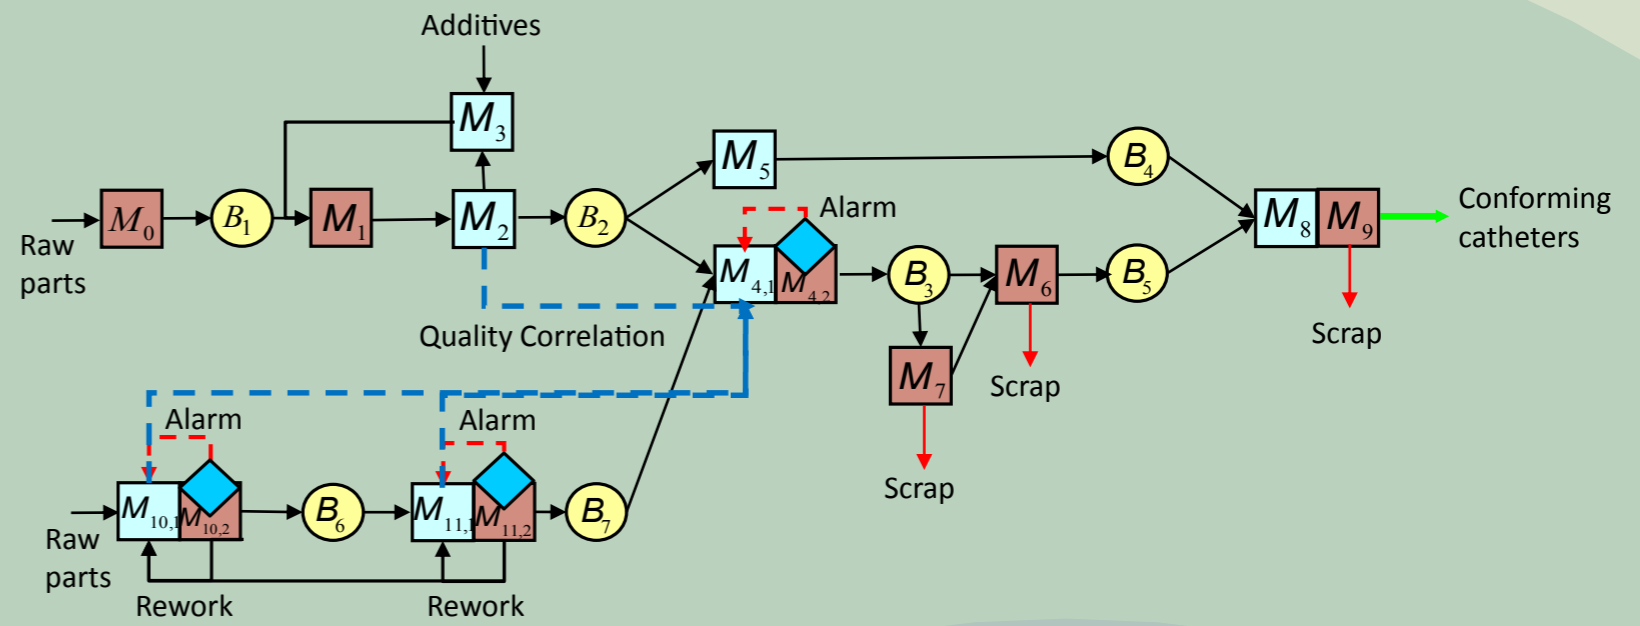 Additives
M3
M5
B4
M0
B1
M1
M2
B2
Alarm
M8
M9
Conforming
catheters
Raw
parts
M4,1
M4,2
B3
M6
B5
Quality Correlation
Scrap
M7
Scrap
Scrap
Alarm
Alarm
M10,1
M10,2
B6
M11,1
M11,2
B7
Raw
parts
Rework
Rework